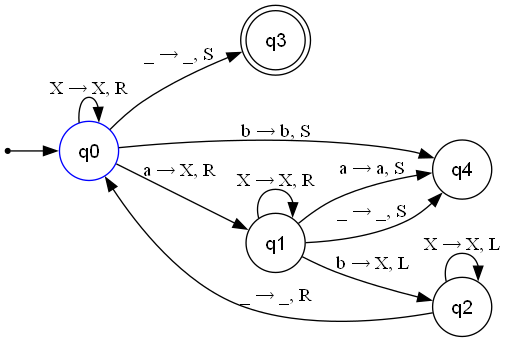 _ → _, S
q3
X → X, R
q0
b → b, S
a → X, R
X → X, R
a → a, S
q4
_ → _, S
q1
b → X, L
X → X, L
q2
_ → _, R